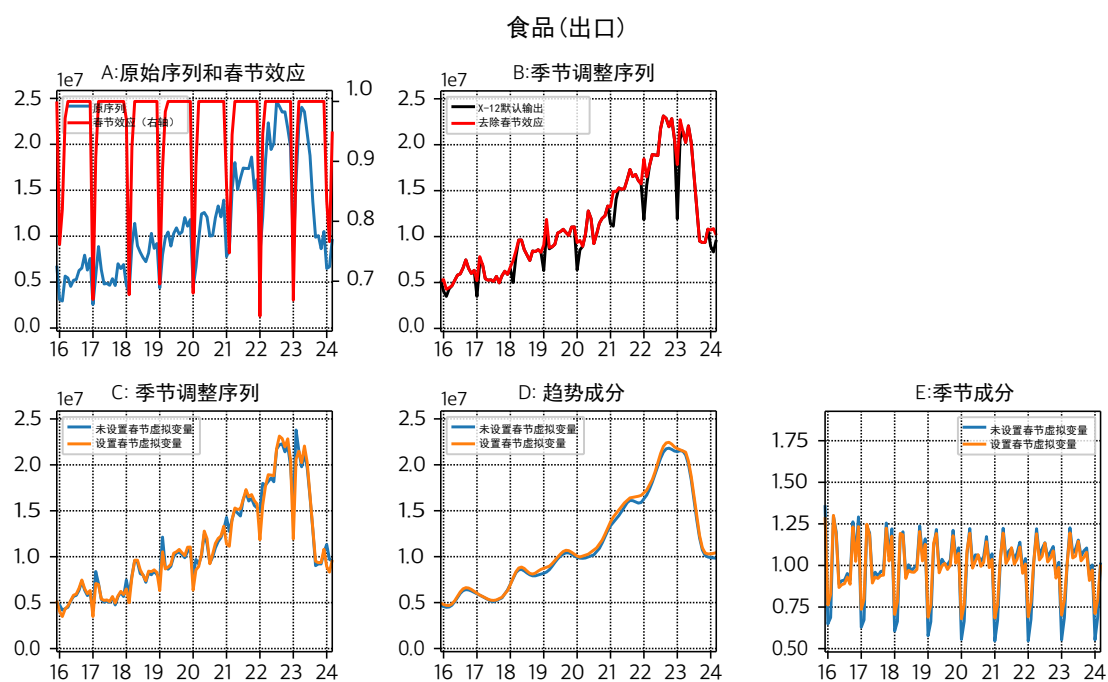 食品(出口)
A:原始序列和春节效应
1e7
原序列
春节效应（右轴）
2.5
2.0
1.5
1.0
0.5
0.0
1.0
0.9
0.8
0.7
16 17 18 19 20 21 22 23 24
B:季节调整序列
1e7
X-12默认输出
去除春节效应
2.5
2.0
1.5
1.0
0.5
0.0
16 17 18 19 20 21 22 23 24
C: 季节调整序列
1e7
未设置春节虚拟变量
设置春节虚拟变量
2.5
2.0
1.5
1.0
0.5
0.0
16 17 18 19 20 21 22 23 24
D: 趋势成分
1e7
未设置春节虚拟变量
设置春节虚拟变量
2.5
2.0
1.5
1.0
0.5
0.0
16 17 18 19 20 21 22 23 24
E:季节成分
未设置春节虚拟变量
设置春节虚拟变量
1.75
1.50
1.25
1.00
0.75
0.50
16 17 18 19 20 21 22 23 24